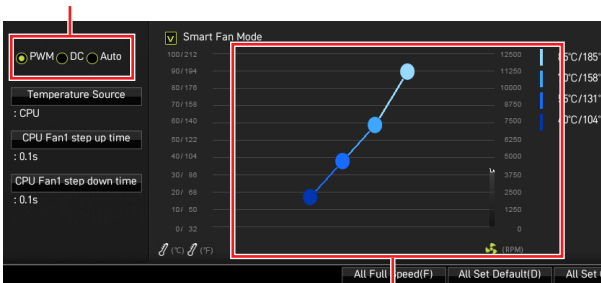 Smart Fan Mode
PWM DC Auto
Temperature Source
: CPU
CPU Fan1 step up time
: 0.1s
CPU Fan1 step down time
: 0.1s
100/212 12500
90/194 11250
80/176 10000
70/158 8750
60/140 7500
50/122 6250
40/104 5000
30/ 86 3750
20/ 68 2500
10/ 50 1250
0/ 32 0
(℃) (℉) (RPM)
85℃/185°
70℃/158°
55℃/131°
40℃/104°
All Full Speed(F) All Set Default(D) All Set